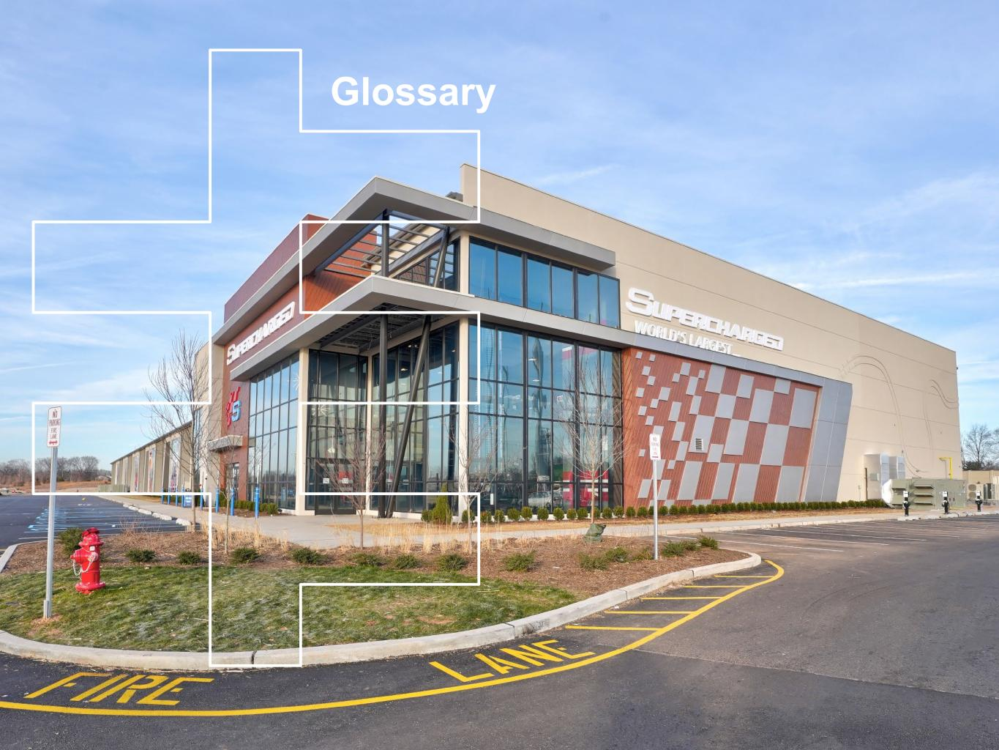 Glossary
SUPERCHARGED
SUPERCHARGED
WORLD'S LARGEST
NO
PARKING
FIRE
LANE
FIRE LANE